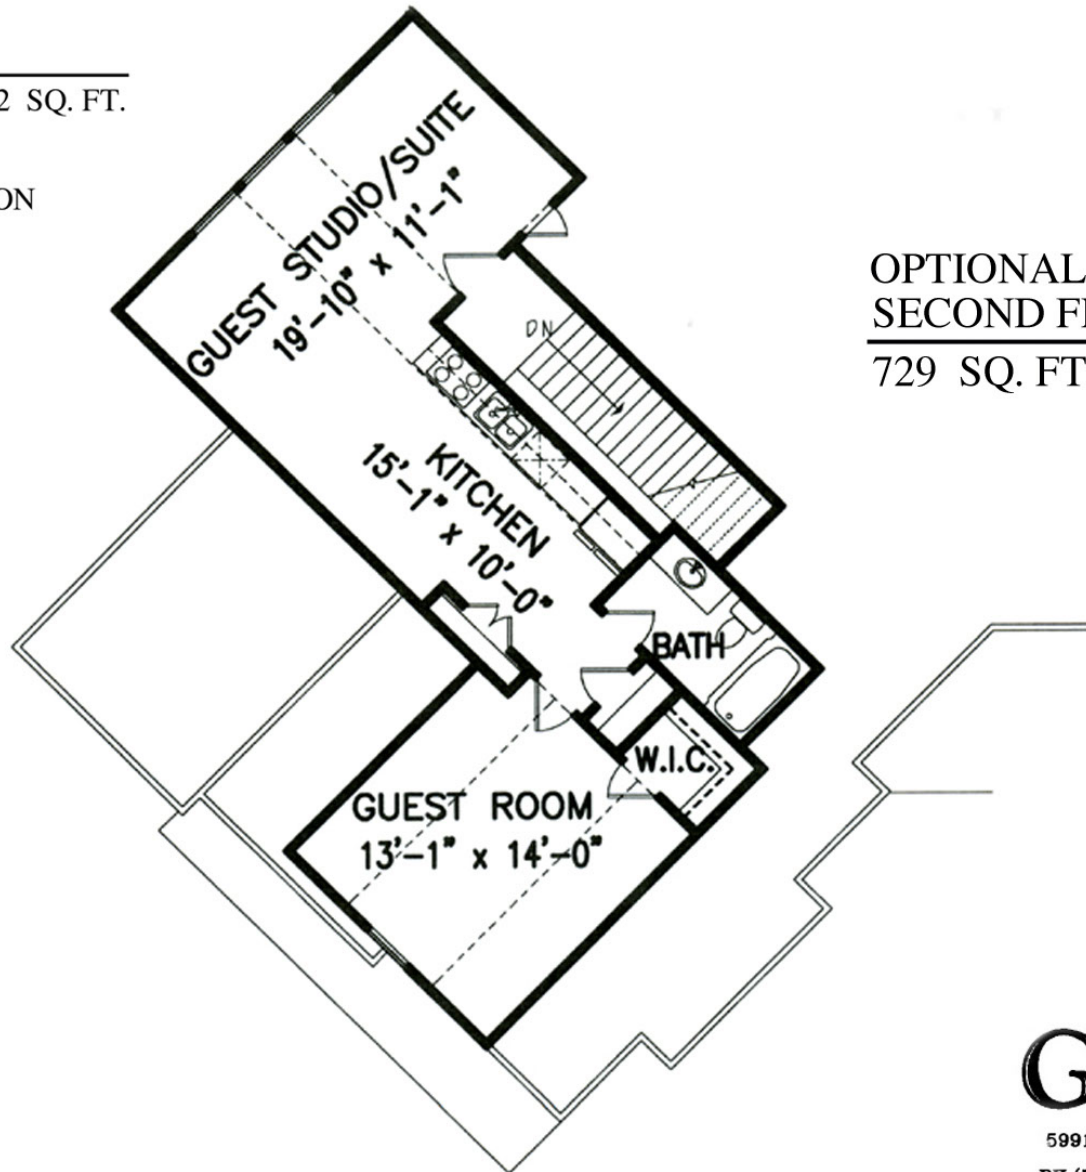 2 SQ. FT.
ON
GUEST STUDIO/SUITE
19'-10" x 11'-1"
OPTIONAL
729 SQ. FT
SECOND
DN
KITCHEN
15'-1" x 10'-0"
BATH
W.I.C.
GUEST ROOM
13'-1" x 14'-0"
G
5991